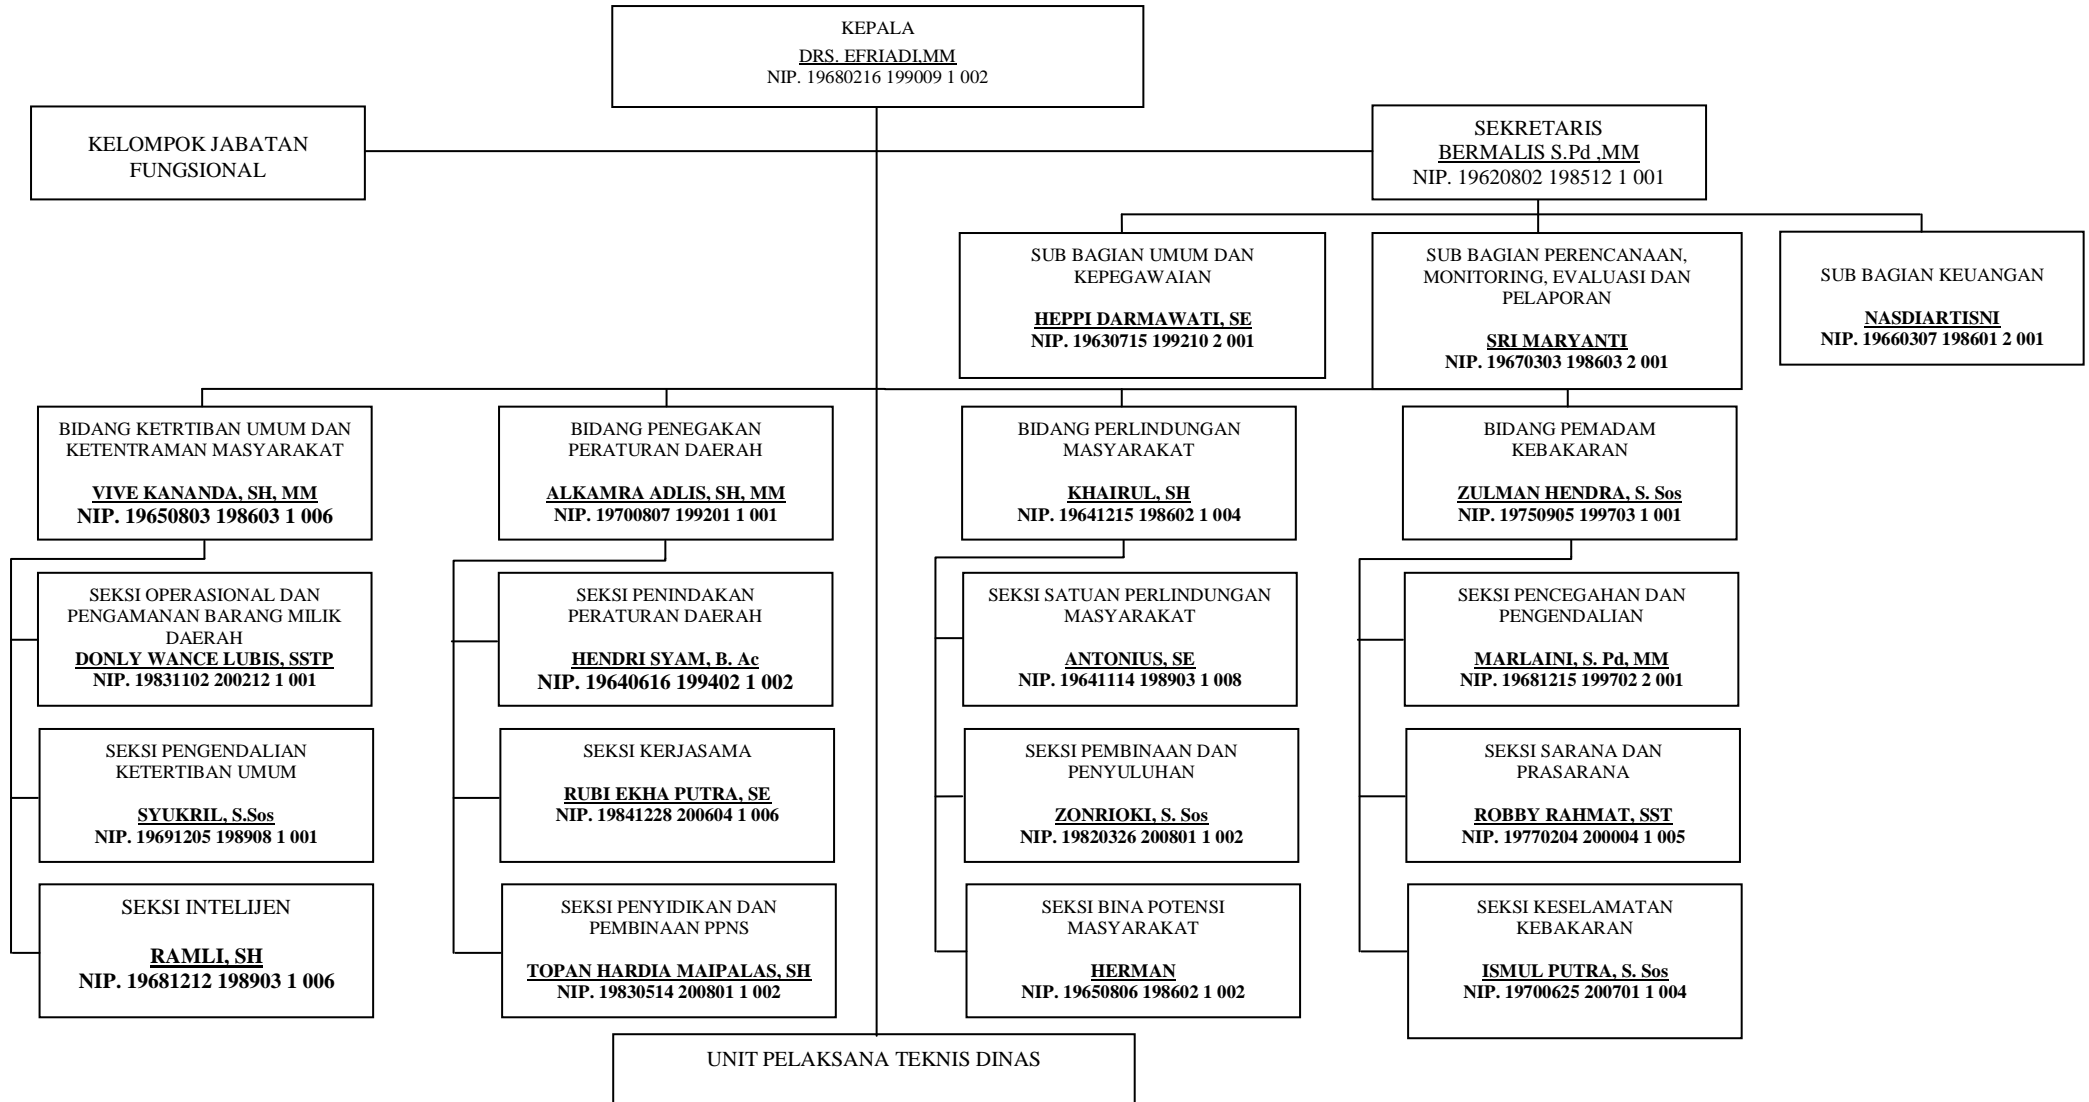 KEPALA
DRS. EFRIADI,MM
NIP. 19680216 199009 1 002
KELOMPOK JABATAN
FUNGSIONAL
SEKRETARIS
BERMALIS S.Pd ,MM
NIP. 19620802 198512 1 001
SUB BAGIAN UMUM DAN
KEPEGAWAIAN
HEPPI DARMAWATI, SE
NIP. 19630715 199210 2 001
SUB BAGIAN PERENCANAAN,
MONITORING, EVALUASI DAN
PELAPORAN
SRI MARYANTI
NIP. 19670303 198603 2 001
SUB BAGIAN KEUANGAN
NASDIARTISNI
NIP. 19660307 198601 2 001
BIDANG KETRTIBAN UMUM DAN
KETENTRAMAN MASYARAKAT
VIVE KANANDA, SH, MM
NIP. 19650803 198603 1 006
BIDANG PENEGAKAN
PERATURAN DAERAH
ALKAMRA ADLIS, SH, MM
NIP. 19700807 199201 1 001
BIDANG PERLINDUNGAN
MASYARAKAT
KHAIRUL, SH
NIP. 19641215 198602 1 004
BIDANG PEMADAM
KEBAKARAN
ZULMAN HENDRA, S. Sos
NIP. 19750905 199703 1 001
SEKSI OPERASIONAL DAN
PENGAMANAN BARANG MILIK
DAERAH
DONLY WANCE LUBIS, SSTP
NIP. 19831102 200212 1 001
SEKSI PENINDAKAN
PERATURAN DAERAH
HENDRI SYAM, B. Ac
NIP. 19640616 199402 1 002
SEKSI SATUAN PERLINDUNGAN
MASYARAKAT
ANTONIUS, SE
NIP. 19641114 198903 1 008
SEKSI PENCEGAHAN DAN
PENGENDALIAN
MARLAINI, S. Pd, MM
NIP. 19681215 199702 2 001
SEKSI PENGENDALIAN
KETERTIBAN UMUM
SYUKRIL, S.Sos
NIP. 19691205 198908 1 001
SEKSI KERJASAMA
RUBI EKHA PUTRA, SE
NIP. 19841228 200604 1 006
SEKSI PEMBINAAN DAN
PENYULUHAN
ZONRIOKI, S. Sos
NIP. 19820326 200801 1 002
SEKSI SARANA DAN
PRASARANA
ROBBY RAHMAT, SST
NIP. 19770204 200004 1 005
SEKSI INTELIJEN
RAMLI, SH
NIP. 19681212 198903 1 006
SEKSI PENYIDIKAN DAN
PEMBINAAN PPNS
TOPAN HARDIA MAIPALAS, SH
NIP. 19830514 200801 1 002
SEKSI BINA POTENSI
MASYARAKAT
HERMAN
NIP. 19650806 198602 1 002
SEKSI KESELAMATAN
KEBAKARAN
ISMUL PUTRA, S. Sos
NIP. 19700625 200701 1 004
UNIT PELAKSANA TEKNIS DINAS